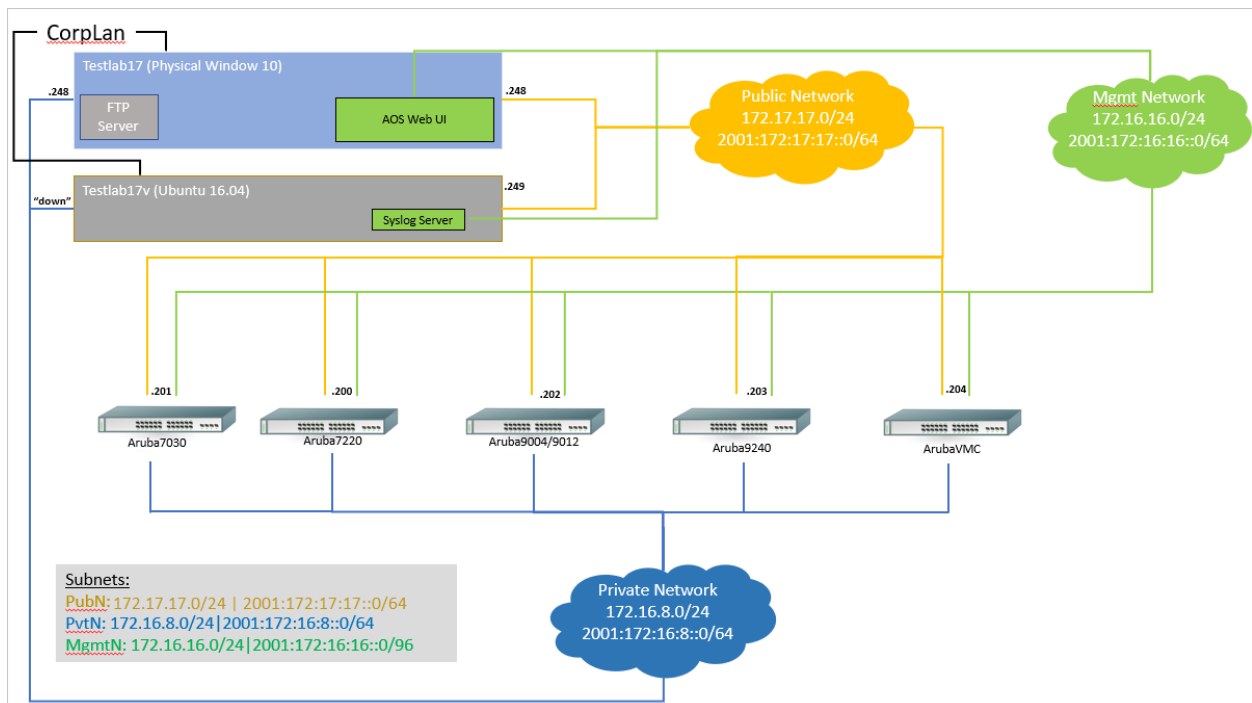 CorpLan
Testlab17 (Physical Window 10)
.248
.248
FTP
Server
AOS Web UI
Public Network
172.17.17.0/24
2001:172:17:17::0/64
Mgmt Network
172.16.16.0/24
2001:172:16:16::0/64
Testlab17v (Ubuntu 16.04)
.249
"down"
Syslog Server
.201
.200
.202
.203
.204
Aruba7030
Aruba7220
Aruba9004/9012
Aruba9240
ArubaVMC
Subnets:
PubN: 172.17.17.0/24 | 2001:172:17:17::0/64
PvtN: 172.16.8.0/24|2001:172:16:8::0/64
MgmtN: 172.16.16.0/24|2001:172:16:16::0/96
Private Network
172.16.8.0/24
2001:172:16:8::0/64